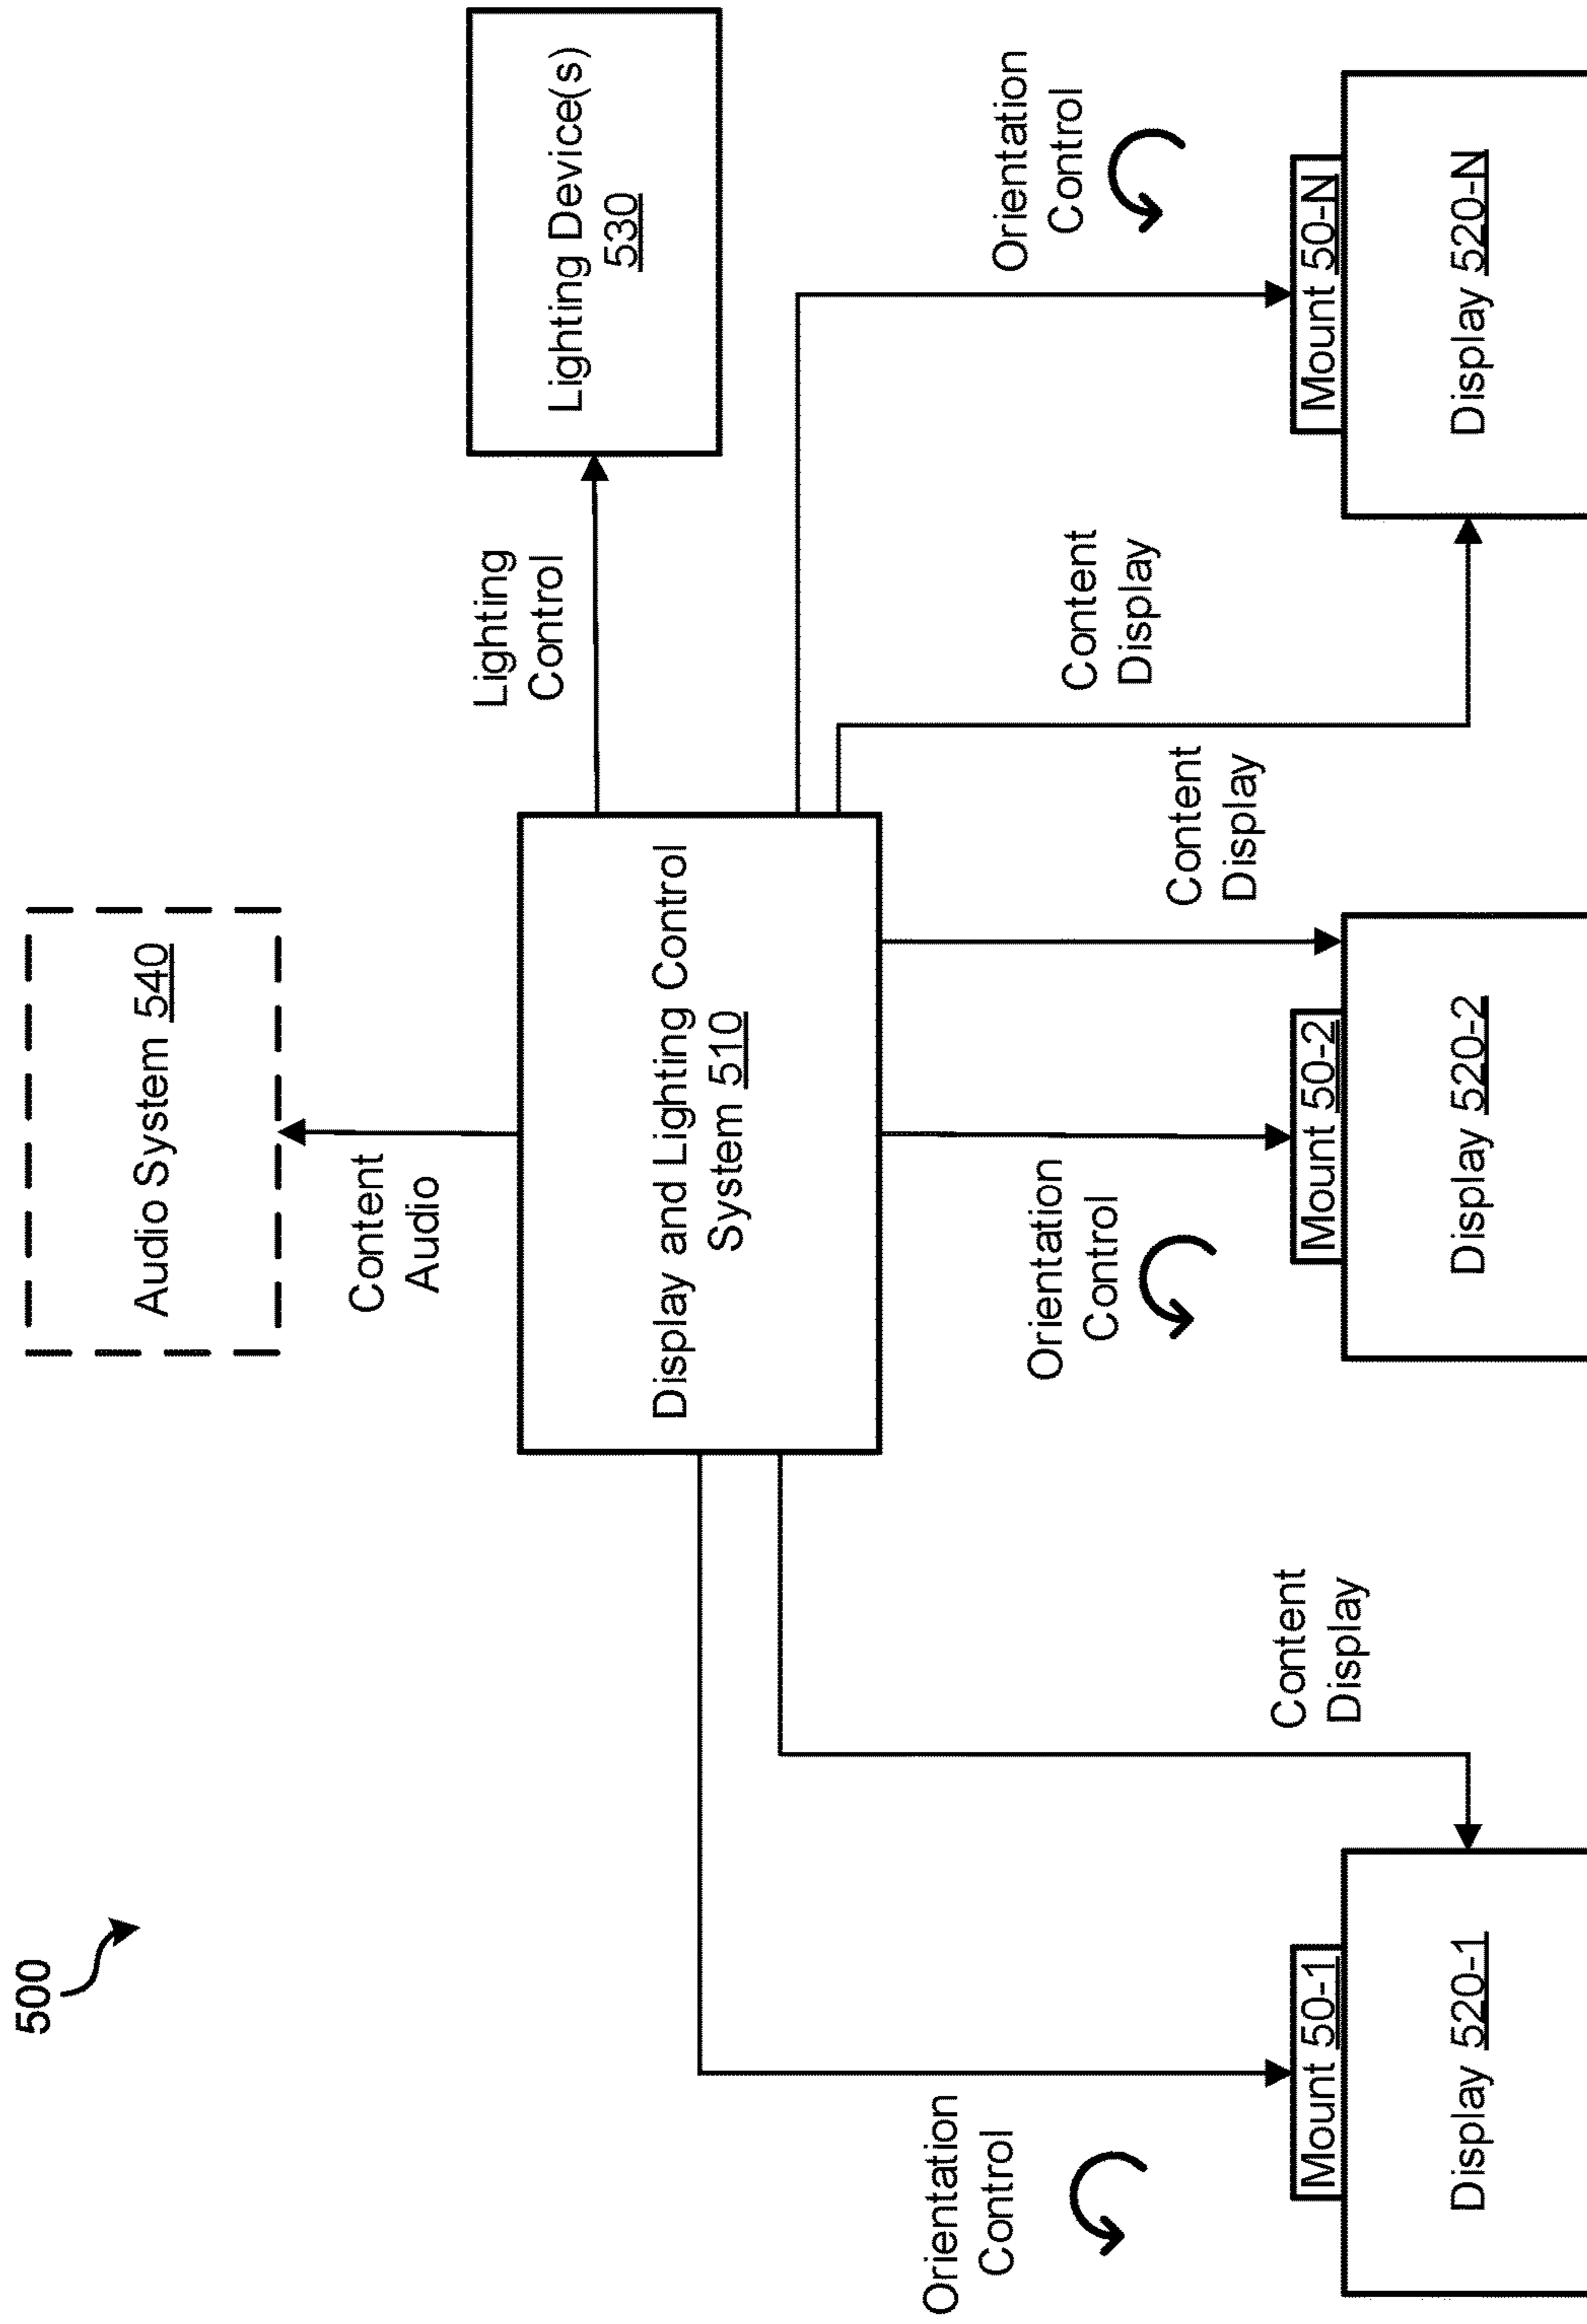 500
Audio System 540
Content
Audio
Lighting Device(s)
530
Lighting
Control
Display and Lighting Control
System 510
Orientation
Control
Content
Display
Orientation
Control
Content
Display
Content
Display
Orientation
Control
Mount 50-1
Display 520-1
Mount 50-2
Display 520-2
Mount 50-N
Display 520-N